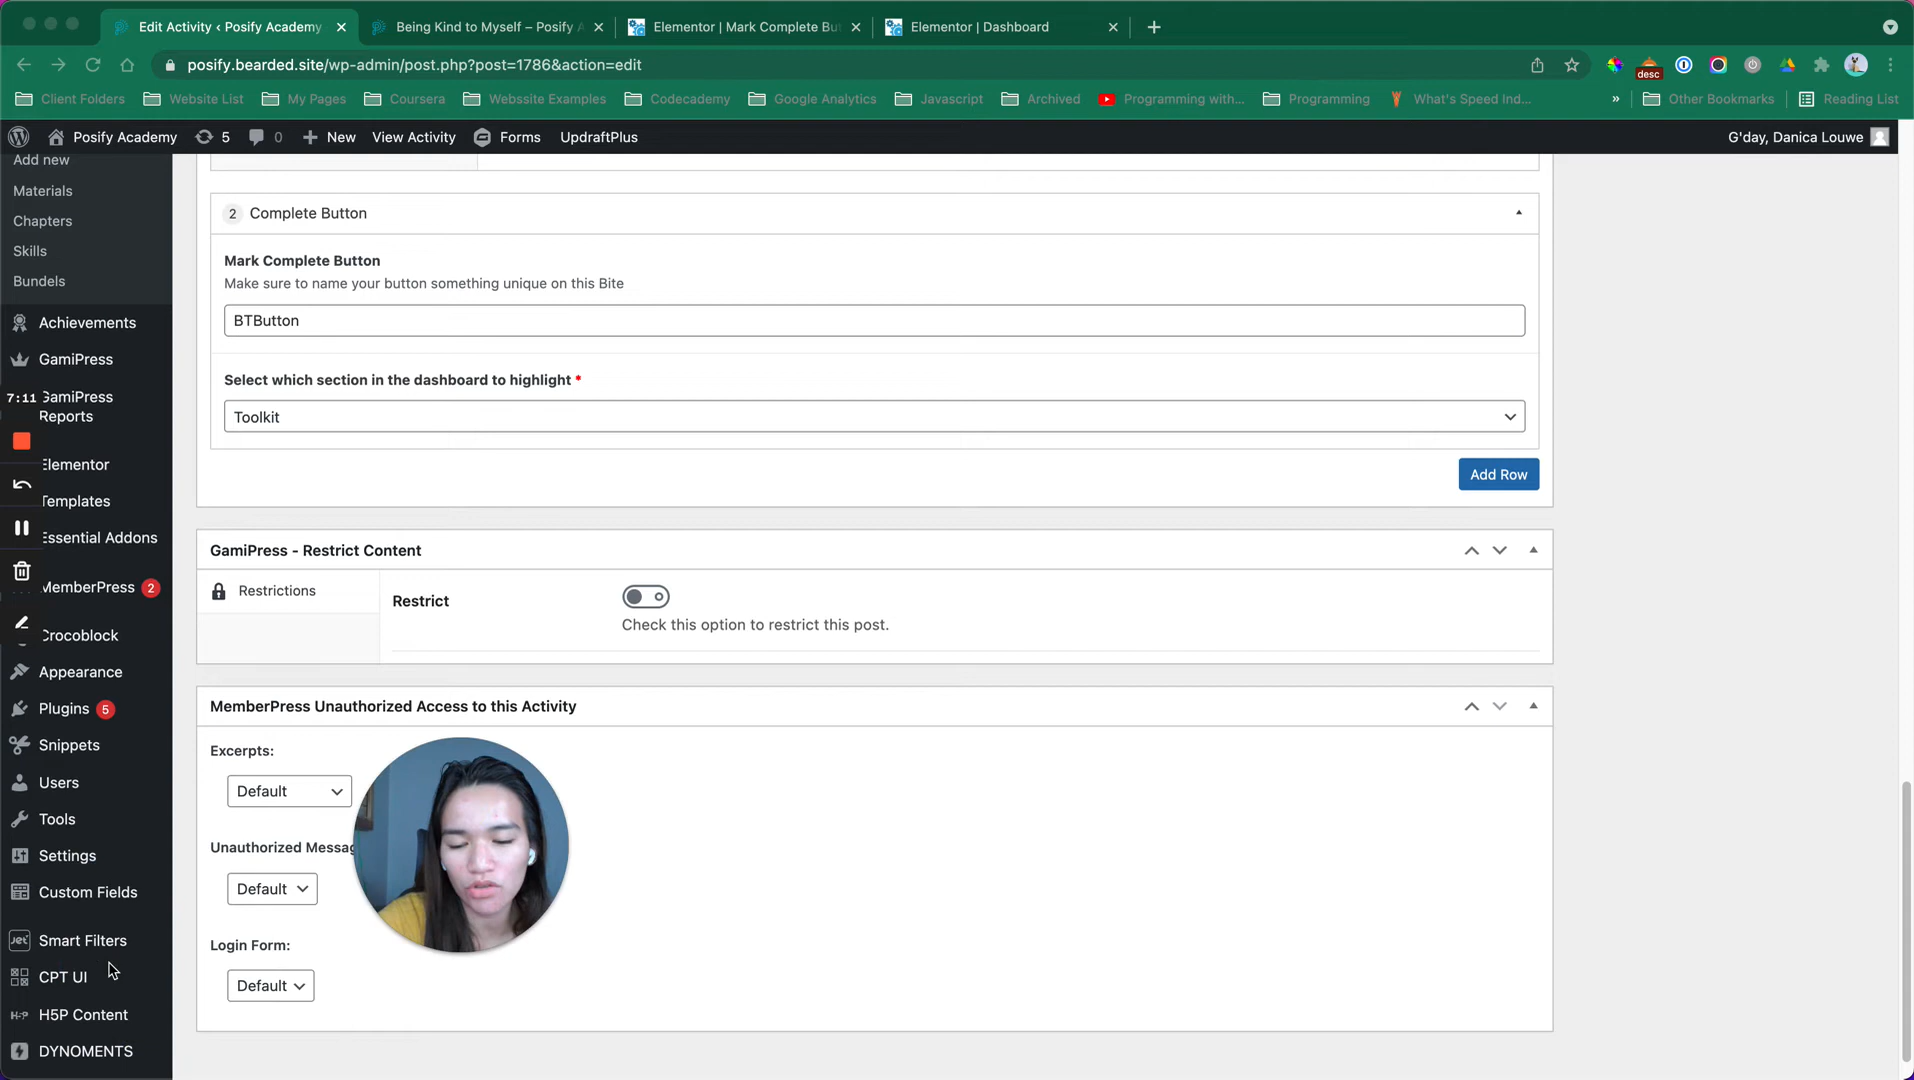 Edit Activity ‹ Posify Academy
Being Kind to Myself – Posify A
Elementor | Mark Complete Bu
Elementor | Dashboard
posify.bearded.site/wp-admin/post.php?post=1786&action=edit
desc
Client Folders
Website List
My Pages
Coursera
Webssite Examples
Codecademy
Google Analytics
Javascript
Archived
Programming with...
Programming
What's Speed Ind...
»
Other Bookmarks
Reading List
Posify Academy
5
0
New
View Activity
Forms
UpdraftPlus
G'day, Danica Louwe
Add new
Materials
Chapters
Skills
Bundels
Achievements
GamiPress
GamiPress
Reports
7:11
Elementor
Templates
Essential Addons
MemberPress 2
Crocoblock
Appearance
Plugins 5
Snippets
Users
Tools
Settings
Custom Fields
Smart Filters
CPT UI
H5P Content
DYNOMENTS
2 Complete Button
Mark Complete Button
Make sure to name your button something unique on this Bite
BTButton
Select which section in the dashboard to highlight *
Toolkit
Add Row
GamiPress - Restrict Content
Restrictions
Restrict
Check this option to restrict this post.
MemberPress Unauthorized Access to this Activity
Excerpts:
Default
Unauthorized Messag
Default
Login Form:
Default